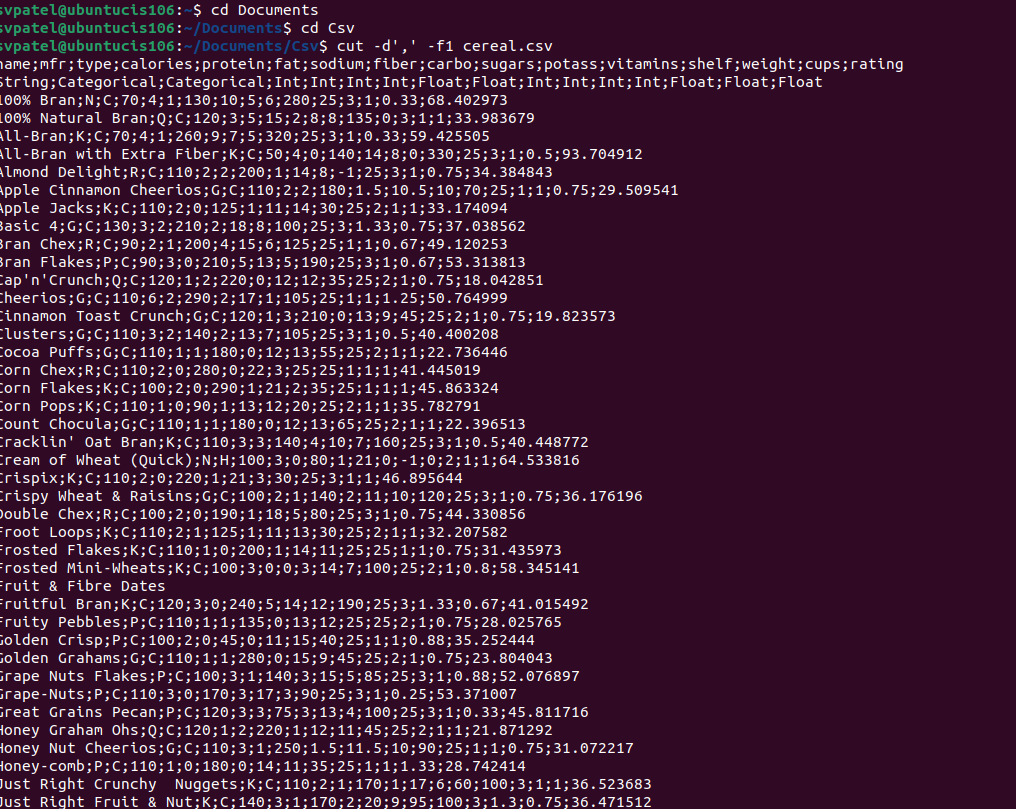 svpatel@ubuntucis106:~$ cd Documents
svpatel@ubuntucis106:~/Documents$ cd Csv
svpatel@ubuntucis106:~/Documents/Csv$ cut -d',' -f1 cereal.csv
name;mfr;type;calories;protein;fat;sodium;fiber;carbo;sugars;potass;vitamins;shelf;weight;cups;rating
String;Categorical;Categorical;Int;Int;Int;Int;Float;Float;Int;Int;Int;Int;Float;Float;Float
100% Bran;N;C;70;4;1;130;10;5;6;280;25;3;1;0.33;68.402973
100% Natural Bran;Q;C;120;3;5;15;2;8;8;135;0;3;1;1;33.983679
All-Bran;K;C;70;4;1;260;9;7;5;320;25;3;1;0.33;59.425505
All-Bran with Extra Fiber;K;C;50;4;0;140;14;8;0;330;25;3;1;0.5;93.704912
Almond Delight;R;C;110;2;2;200;1;14;8;-1;25;3;1;0.75;34.384843
Apple Cinnamon Cheerios;G;C;110;2;2;180;1.5;10.5;10;70;25;1;1;0.75;29.509541
Apple Jacks;K;C;110;2;0;125;1;11;14;30;25;2;1;1;33.174094
Basic 4;G;C;130;3;2;210;2;18;8;100;25;3;1.33;0.75;37.038562
Bran Chex;R;C;90;2;1;200;4;15;6;125;25;1;1;0.67;49.120253
Bran Flakes;P;C;90;3;0;210;5;13;5;190;25;3;1;0.67;53.313813
Cap'n'Crunch;Q;C;120;1;2;220;0;12;12;35;25;2;1;0.75;18.042851
Cheerios;G;C;110;6;2;290;2;17;1;105;25;1;1;1.25;50.764999
Cinnamon Toast Crunch;G;C;120;1;3;210;0;13;9;45;25;2;1;0.75;19.823573
Clusters;G;C;110;3;2;140;2;13;7;105;25;3;1;0.5;40.400208
Cocoa Puffs;G;C;110;1;1;180;0;12;13;55;25;2;1;1;22.736446
Corn Chex;R;C;110;2;0;280;0;22;3;25;25;1;1;1;41.445019
Corn Flakes;K;C;100;2;0;290;1;21;2;35;25;1;1;1;45.863324
Corn Pops;K;C;110;1;0;90;1;13;12;20;25;2;1;1;35.782791
Count Chocula;G;C;110;1;1;180;0;12;13;65;25;2;1;1;22.396513
Cracklin' Oat Bran;K;C;110;3;3;140;4;10;7;160;25;3;1;0.5;40.448772
Cream of Wheat (Quick);N;H;100;3;0;80;1;21;0;-1;0;2;1;1;64.533816
Crispix;K;C;110;2;0;220;1;21;3;30;25;3;1;1;46.895644
Crispy Wheat & Raisins;G;C;100;2;1;140;2;11;10;120;25;3;1;0.75;36.176196
Double Chex;R;C;100;2;0;190;1;18;5;80;25;3;1;0.75;44.330856
Froot Loops;K;C;110;2;1;125;1;11;13;30;25;2;1;1;32.207582
Frosted Flakes;K;C;110;1;0;200;1;14;11;25;25;1;1;0.75;31.435973
Frosted Mini-Wheats;K;C;100;3;0;0;3;14;7;100;25;2;1;0.8;58.345141
Fruit & Fibre Dates
Fruitful Bran;K;C;120;3;0;240;5;14;12;190;25;3;1.33;0.67;41.015492
Fruity Pebbles;P;C;110;1;1;135;0;13;12;25;25;2;1;0.75;28.025765
Golden Crisp;P;C;100;2;0;45;0;11;15;40;25;1;1;0.88;35.252444
Golden Grahams;G;C;110;1;1;280;0;15;9;45;25;2;1;0.75;23.804043
Grape Nuts Flakes;P;C;100;3;1;140;3;15;5;85;25;3;1;0.88;52.076897
Grape-Nuts;P;C;110;3;0;170;3;17;3;90;25;3;1;0.25;53.371007
Great Grains Pecan;P;C;120;3;3;75;3;13;4;100;25;3;1;0.33;45.811716
Honey Graham Ohs;Q;C;120;1;2;220;1;12;11;45;25;2;1;1;21.871292
Honey Nut Cheerios;G;C;110;3;1;250;1.5;11.5;10;90;25;1;1;0.75;31.072217
Honey-comb;P;C;110;1;0;180;0;14;11;35;25;1;1;1.33;28.742414
Just Right Crunchy  Nuggets;K;C;110;2;1;170;1;17;6;60;100;3;1;1;36.523683
Just Right Fruit & Nut;K;C;140;3;1;170;2;20;9;95;100;3;1.3;0.75;36.471512